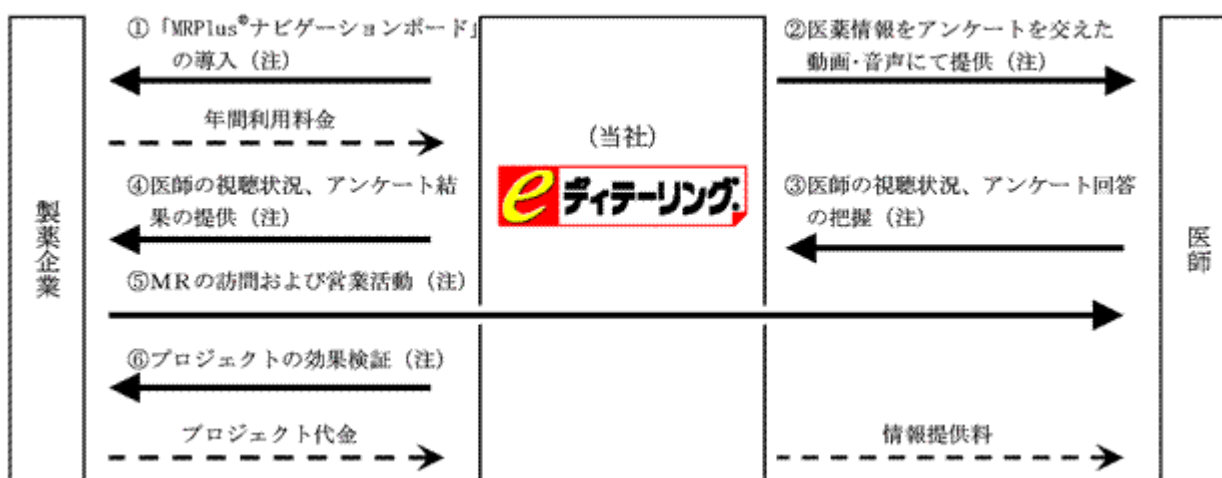 ①「MRPlus®ナビゲーションボード」
の導入（注）
年間利用料金
④医師の視聴状況、アンケート結
果の提供（注）
⑤MRの訪問および営業活動（注）
⑥プロジェクトの効果検証（注）
プロジェクト代金
製薬企業
（当社）
eディテーリング.
②医薬情報をアンケートを交えた
動画･音声にて提供（注）
③医師の視聴状況、アンケート回答
の把握（注）
情報提供料
医師